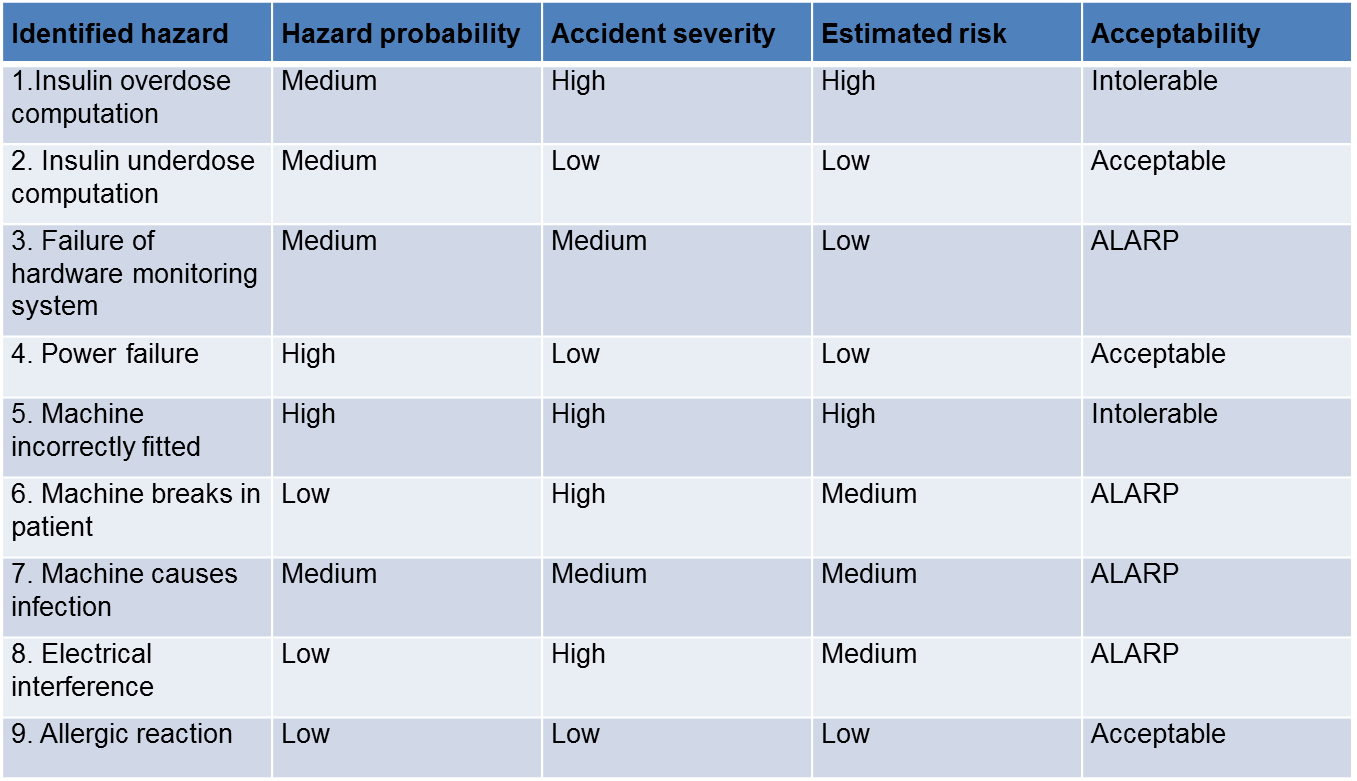 Identified hazard Hazard probability Accident severity Estimated risk Acceptability
1.Insulin overdose Medium High High Intolerable
computation
2. Insulin underdose Medium Low Low Acceptable
computation
3. Failure of Medium Medium Low ALARP
hardware monitoring
system
4. Power failure High Low Low Acceptable
5. Machine High High High Intolerable
incorrectly fitted
6. Machine breaks in Low High Medium ALARP
patient
7. Machine causes Medium Medium Medium ALARP
infection
8. Electrical Low High Medium ALARP
interference
9. Allergic reaction Low Low Low Acceptable